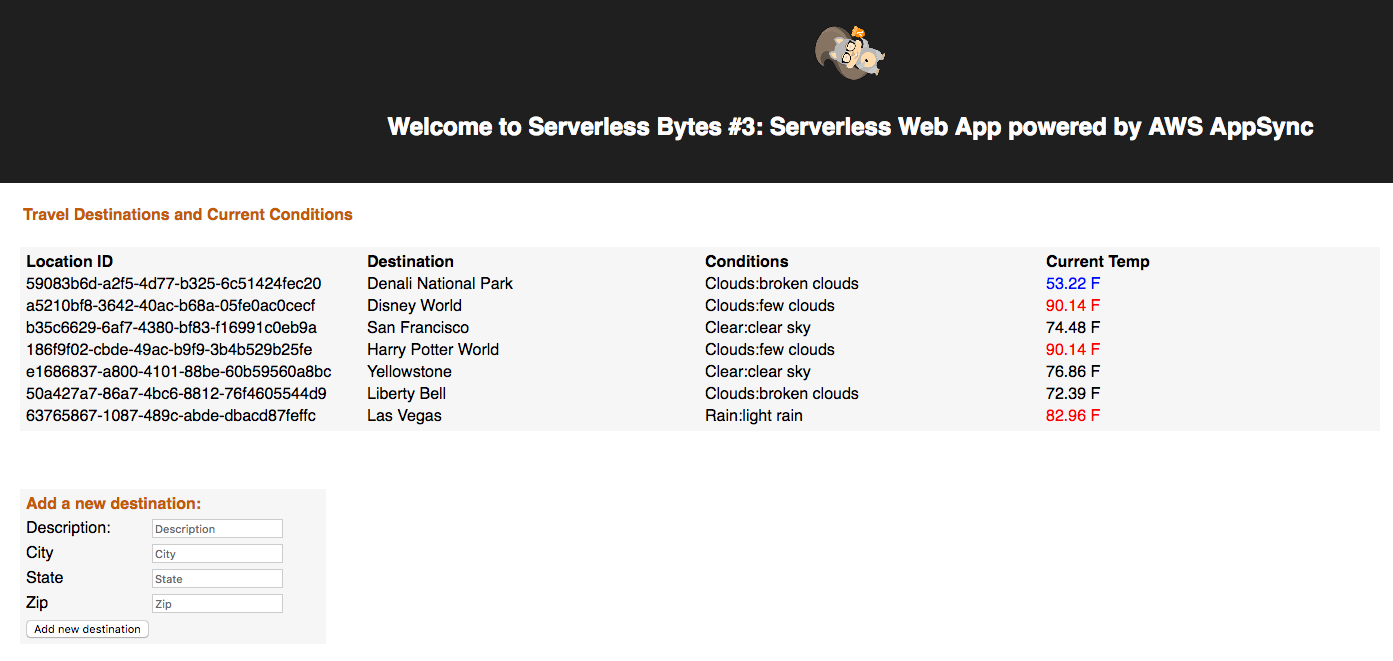 Welcome to Serverless Bytes #3: Serverless Web App powered by AWS AppSync
Travel Destinations and Current Conditions
Location ID Destination Conditions Current Temp
59083b6d-a2f5-4d77-b325-6c51424fec20 Denali National Park Clouds:broken clouds 53.22 F
a5210bf8-3642-40ac-b68a-05fe0ac0cecf Disney World Clouds:few clouds 90.14 F
b35c6629-6af7-4380-bf83-f16991c0eb9a San Francisco Clear:clear sky 74.48 F
186f9f02-cbde-49ac-b9f9-3b4b529b25fe Harry Potter World Clouds:few clouds 90.14 F
e1686837-a800-4101-88be-60b59560a8bc Yellowstone Clear:clear sky 76.86 F
50a427a7-86a7-4bc6-8812-76f4605544d9 Liberty Bell Clouds:broken clouds 72.39 F
63765867-1087-489c-abde-dbacd87feffc Las Vegas Rain:light rain 82.96 F
Add a new destination:
Description: Description
City City
State State
Zip Zip
Add new destination